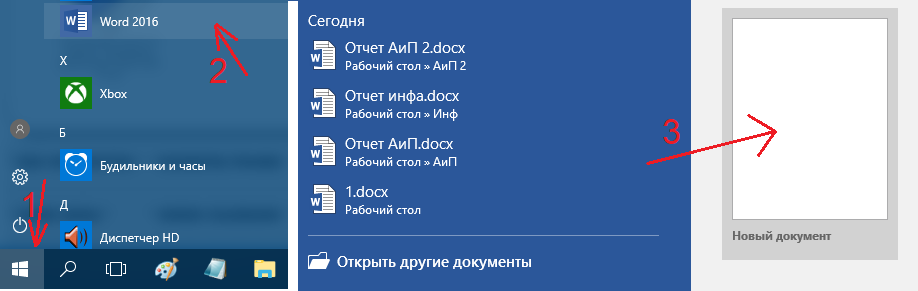 Word 2016
X
Xbox
Б
Будильники и часы
Д
Диспетчер HD
1
2
Сегодня
Отчет АиП 2.docx
Рабочий стол » АиП 2
Отчет инфа.docx
Рабочий стол » Инф
Отчет АиП.docx
Рабочий стол » АиП
1.docx
Рабочий стол
Открыть другие документы
3
Новый документ